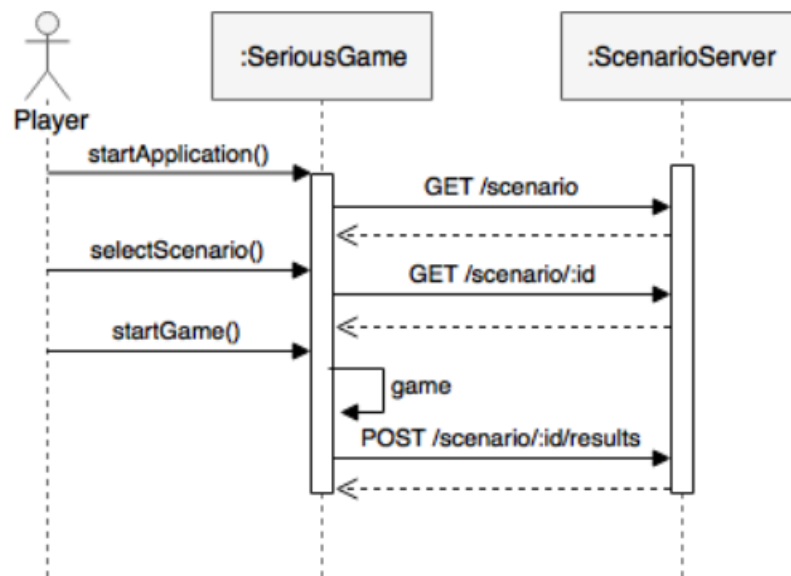 :SeriousGame
:ScenarioServer
Player
startApplication()
GET /scenario
selectScenario()
GET /scenario/:id
startGame()
game
POST /scenario/:id/results